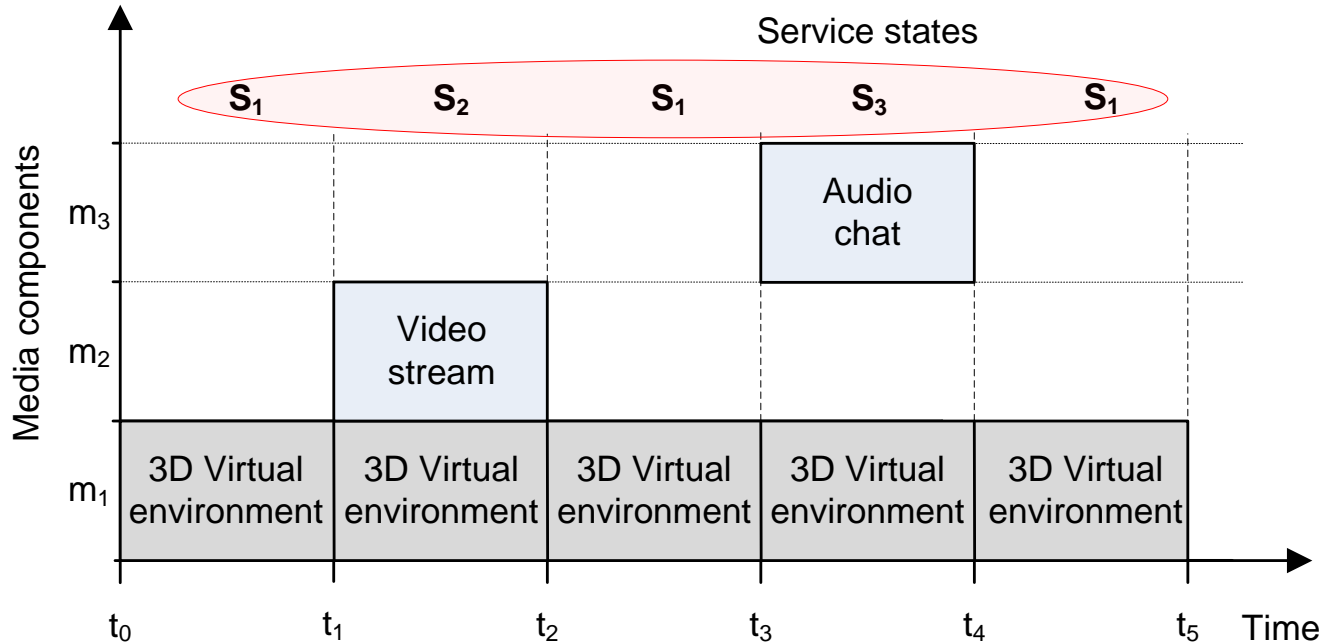 Service states
S₁ S₂ S₁ S₃ S₁
Media components
m₃
Audio
chat
m₂
Video
stream
m₁
3D Virtual
environment
3D Virtual
environment
3D Virtual
environment
3D Virtual
environment
3D Virtual
environment
t₀ t₁ t₂ t₃ t₄ t₅ Time